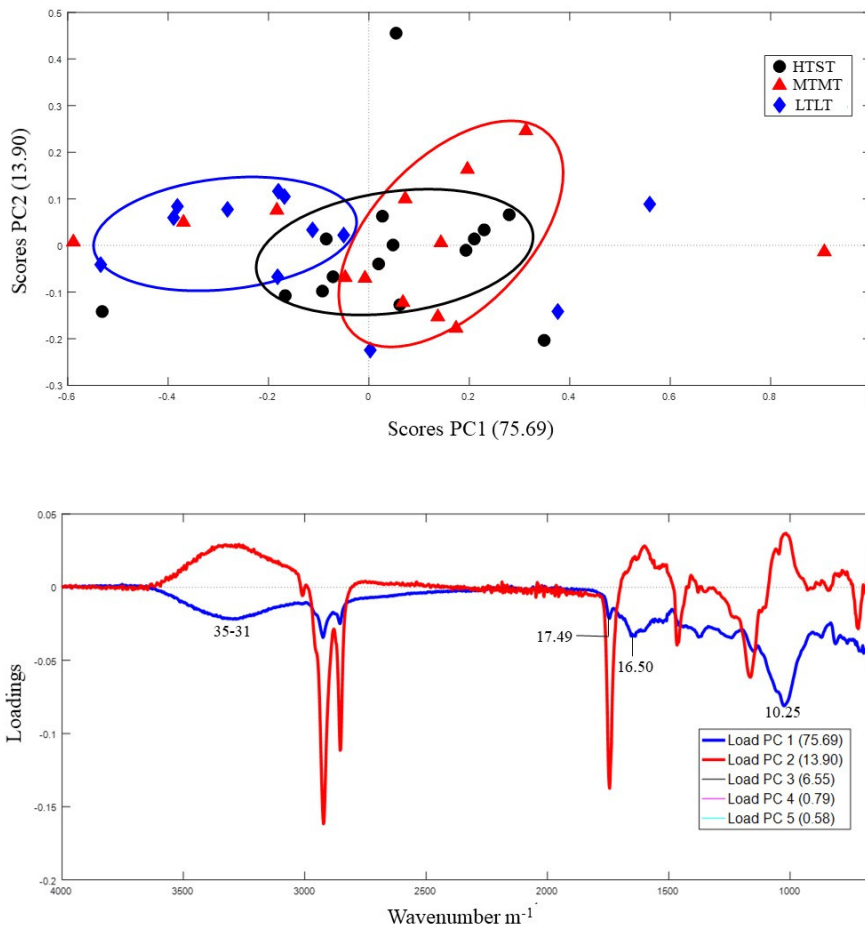 0.5
0.4
0.3
0.2
0.1
0
-0.1
-0.2
0.3
-0.6
-0.4
-0.2
0
0.2
0.4
0.6
0.8
Scores PC2 (13.90)
Scores PC1 (75.69)
HTST
MTMT
LTLT
0.05
0
-0.05
-0.1
-0.15
-0.2
4000
3500
3000
2500
2000
1500
1000
Loadings
Wavenumber m-1
35-31
17.49
16.50
10.25
Load PC 1 (75.69)
Load PC 2 (13.90)
Load PC 3 (6.55)
Load PC 4 (0.79)
Load PC 5 (0.58)